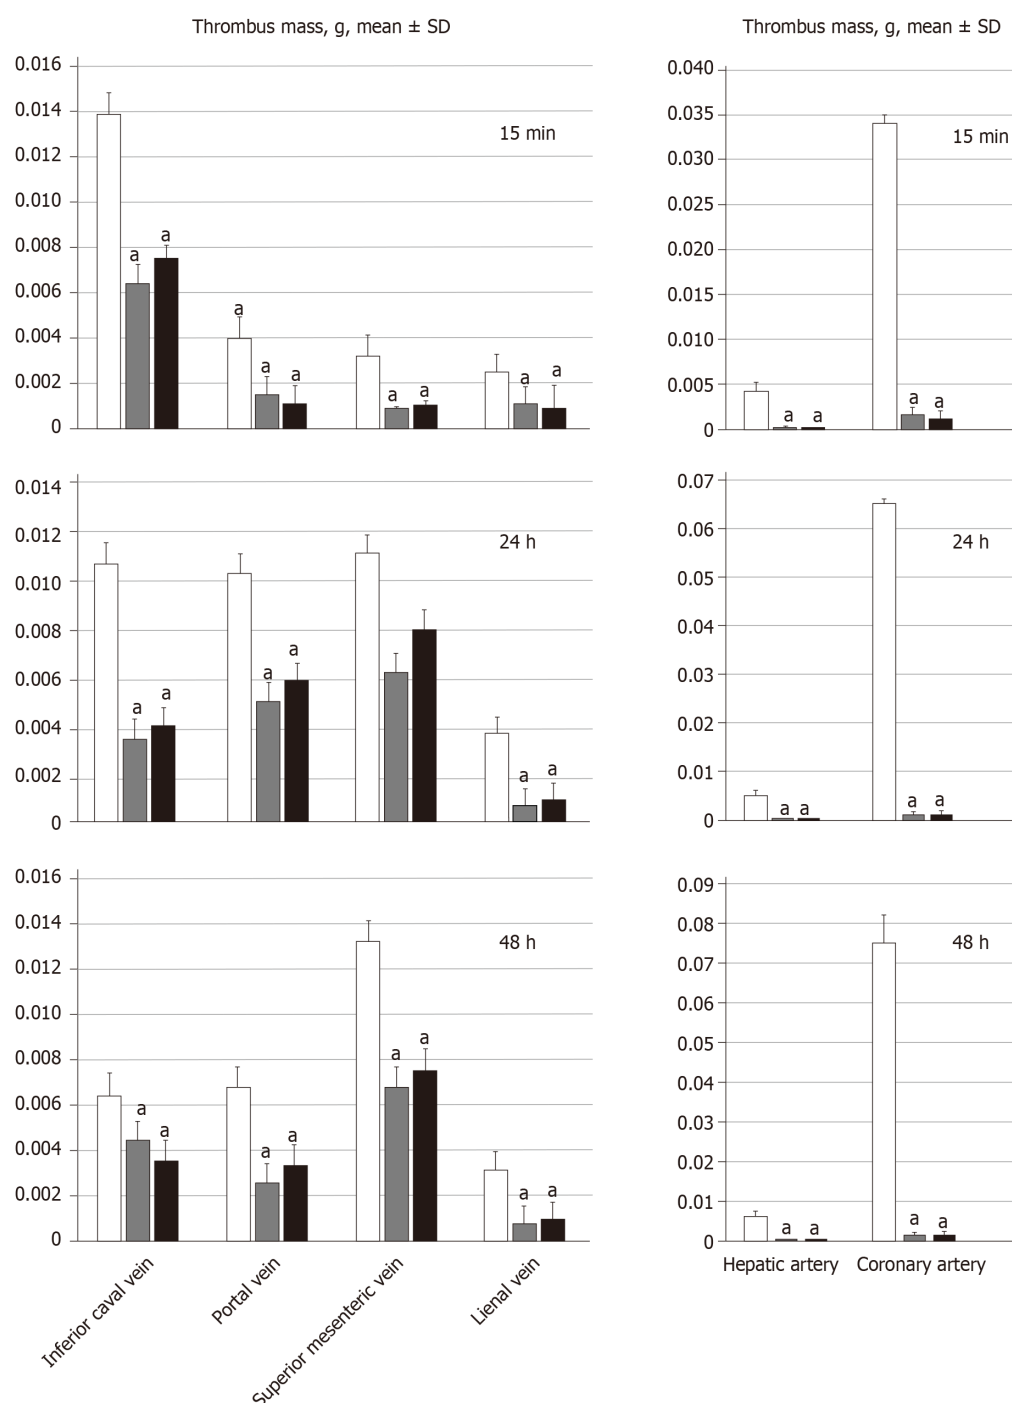 Thrombus mass, g, mean ± SD
0.016
0.014
0.012
0.010
0.008
0.006
0.004
0.002
0
15 min
a
a
a
a
a
a
a
a
a
0.014
0.012
0.010
0.008
0.006
0.004
0.002
0
24 h
a
a
a
a
a
a
0.016
0.014
0.012
0.010
0.008
0.006
0.004
0.002
0
48 h
a
a
a
a
a
a
a
a
Inferior caval vein
Portal vein
Superior mesenteric vein
Lienal vein
Thrombus mass, g, mean ± SD
0.040
0.035
0.030
0.025
0.020
0.015
0.010
0.005
0
15 min
a
a
a
a
0.07
0.06
0.05
0.04
0.03
0.02
0.01
0
24 h
a
a
a
a
0.09
0.08
0.07
0.06
0.05
0.04
0.03
0.02
0.01
0
48 h
a
a
a
a
Hepatic artery
Coronary artery